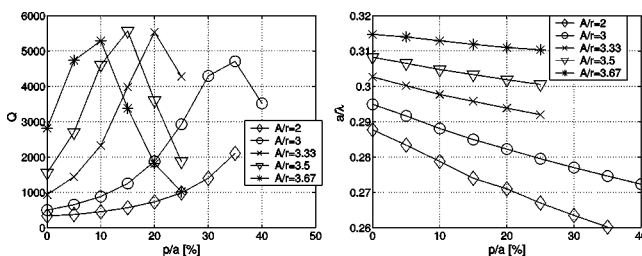 6000
5000
4000
3000
2000
1000
0
Q
0 10 20 30 40 50
p/a [%]
A/r=2
A/r=3
A/r=3.33
A/r=3.5
A/r=3.67
0.32
0.31
0.3
0.29
0.28
0.27
0.26
a/λ
0 10 20 30 40
p/a [%]
A/r=2
A/r=3
A/r=3.33
A/r=3.5
A/r=3.67